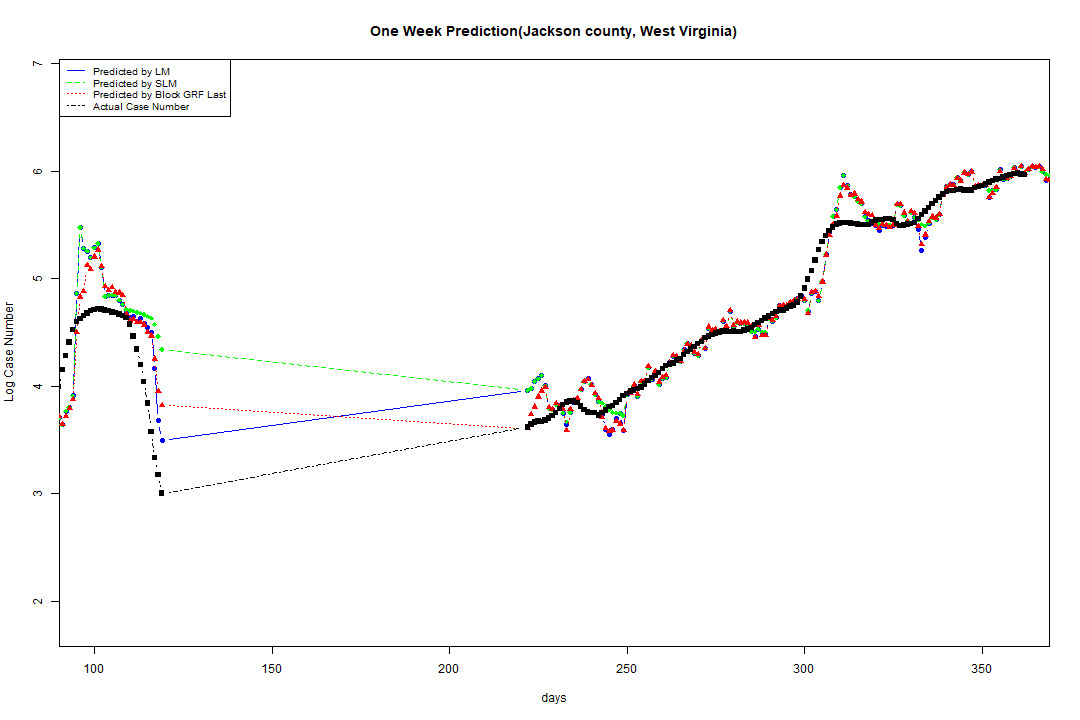 One Week Prediction(Jackson county, West Virginia)
Predicted by LM
Predicted by SLM
Predicted by Block GRF Last
Actual Case Number
7
6
5
4
3
2
Log Case Number
100 150 200 250 300 350
days